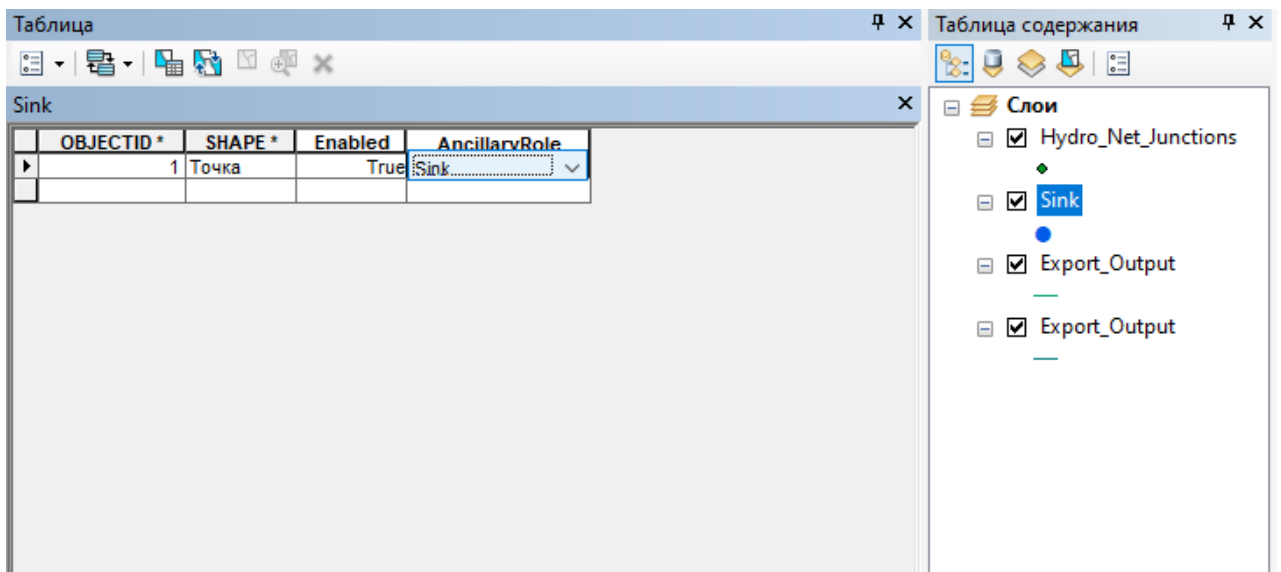 Таблица
Sink
OBJECTID * SHAPE * Enabled AncillaryRole
1 Точка True Sink
Таблица содержания
Слои
Hydro_Net_Junctions
Sink
Export_Output
Export_Output